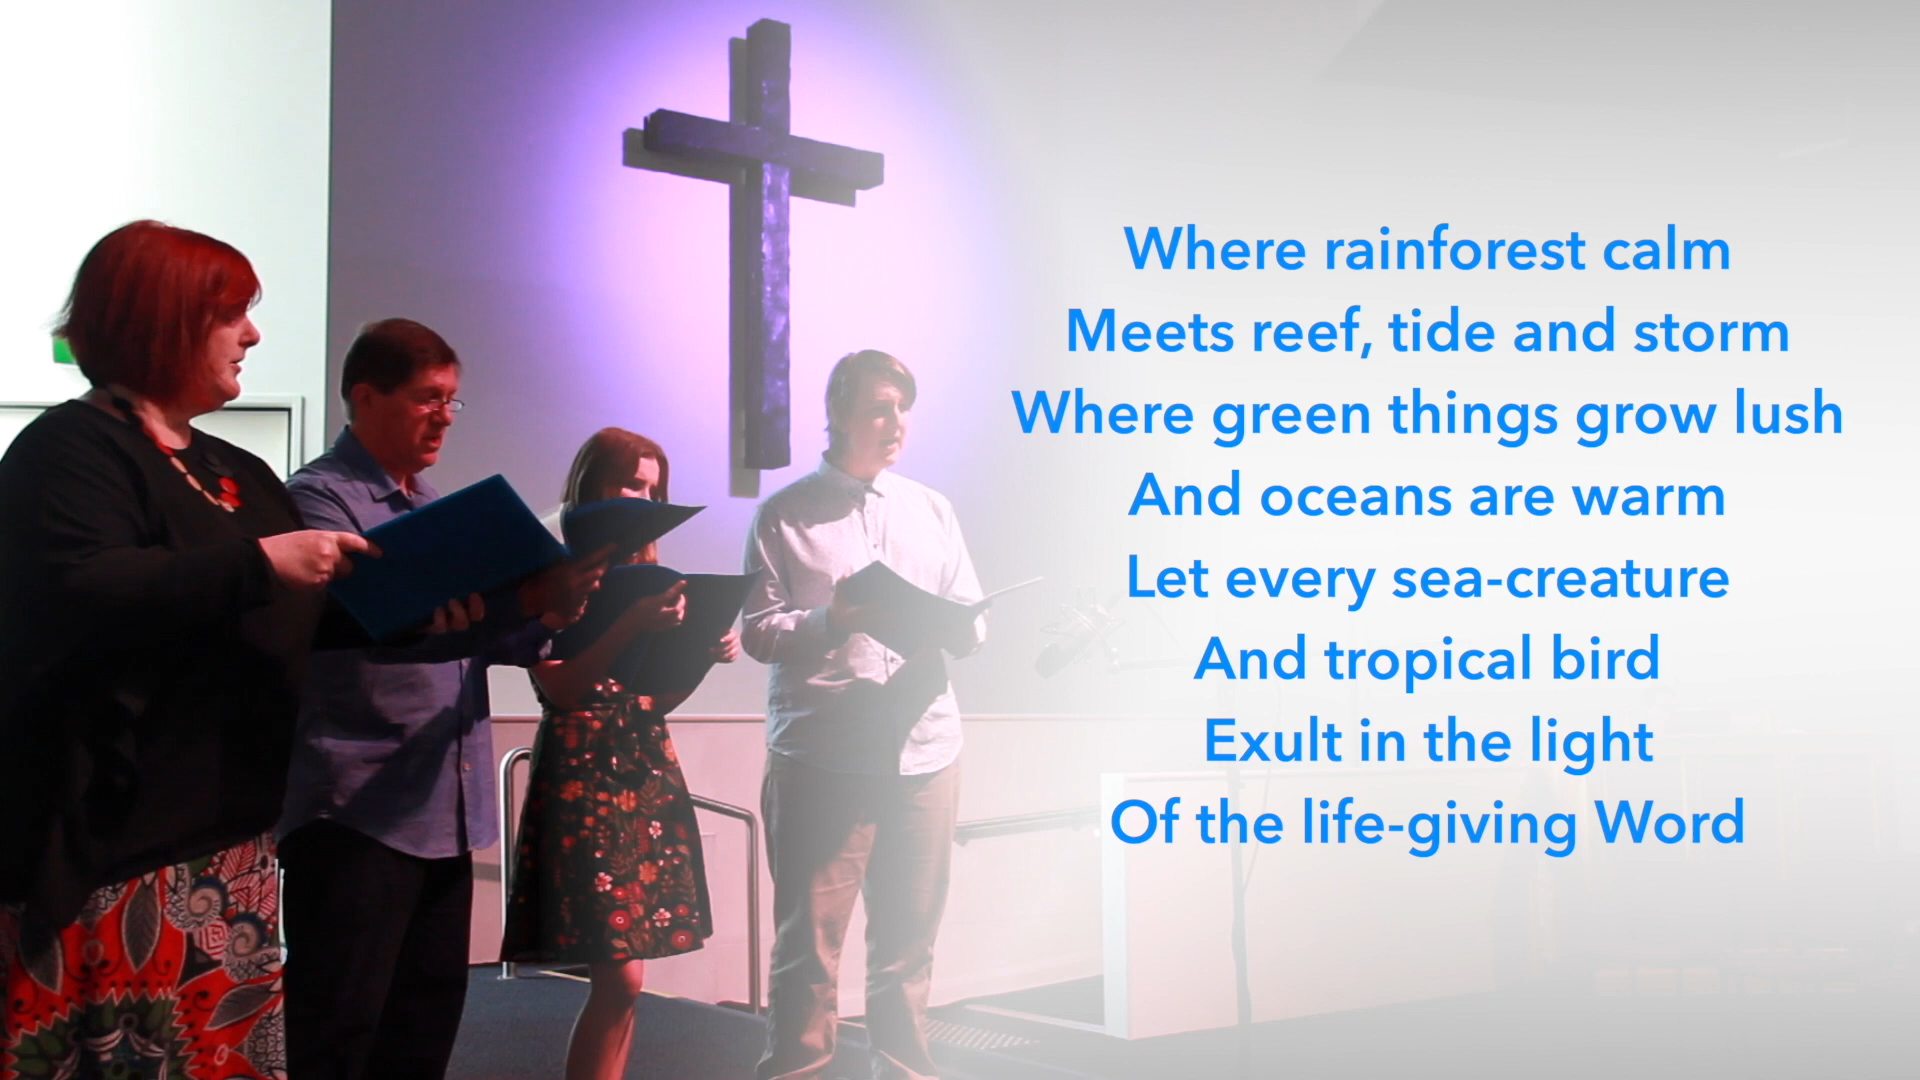 Where rainforest calm
Meets reef, tide and storm
Where green things grow lush
And oceans are warm
Let every sea-creature
And tropical bird
Exult in the light
Of the life-giving Word